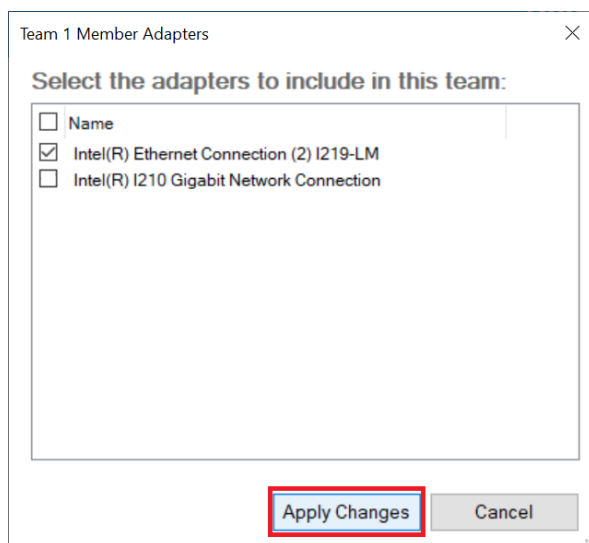 Team 1 Member Adapters
Select the adapters to include in this team:
Name
Intel(R) Ethernet Connection (2) I219-LM
Intel(R) I210 Gigabit Network Connection
Apply Changes
Cancel